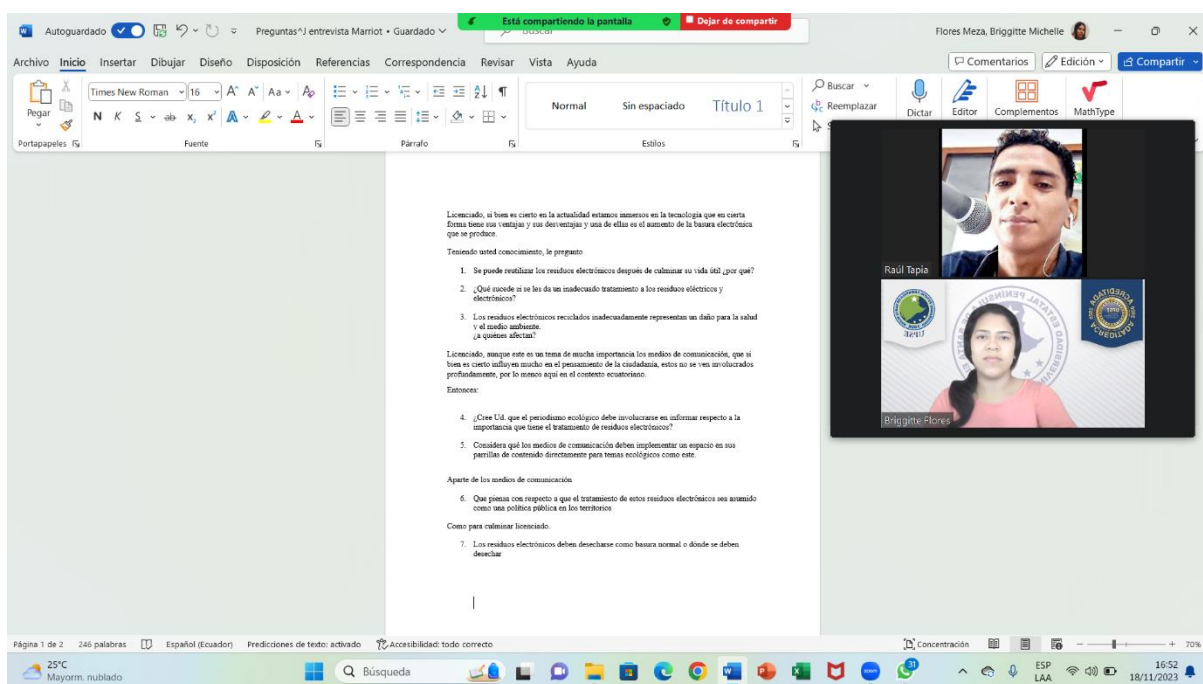 Está compartiendo la pantalla
Dejar de compartir
Autoguardado
Preguntas^J entrevista Marriot • Guardado
Buscar
Flores Meza, Briggitte Michelle
Archivo Inicio Insertar Dibujar Diseño Disposición Referencias Correspondencia Revisar Vista Ayuda
Comentarios Edición Compartir
Pegar
Times New Roman 16 A A Aa A
N K S ab x₂ x² A A
Normal Sin espaciado Título 1
Buscar
Reemplazar
Dictar Editor Complementos MathType
Portapapeles Fuente Párrafo Estilos
Licenciado, si bien es cierto en la actualidad estamos inmersos en la tecnología que en cierta
forma tiene sus ventajas y sus desventajas y una de ellas es el aumento de la basura electrónica
que se produce.
Teniendo usted conocimiento, le pregunto
1. Se puede reutilizar los residuos electrónicos después de culminar su vida útil ¿por qué?
2. ¿Qué sucede si se les da un inadecuado tratamiento a los residuos eléctricos y
electrónicos?
3. Los residuos electrónicos reciclados inadecuadamente representan un daño para la salud
y el medio ambiente.
¿a quiénes afectan?
Licenciado, aunque este es un tema de mucha importancia los medios de comunicación, que si
bien es cierto influyen mucho en el pensamiento de la ciudadanía, estos no se ven involucrados
profundamente, por lo menos aquí en el contexto ecuatoriano.
Entonces:
4. ¿Cree Ud. que el periodismo ecológico debe involucrarse en informar respecto a la
importancia que tiene el tratamiento de residuos electrónicos?
5. Considera qué los medios de comunicación deben implementar un espacio en sus
parrillas de contenido directamente para temas ecológicos como este.
Aparte de los medios de comunicación
6. Que piensa con respecto a que el tratamiento de estos residuos electrónicos sea asumido
como una política pública en los territorios
Como para culminar licenciado.
7. Los residuos electrónicos deben desecharse como basura normal o dónde se deben
desechar
Raúl Tapia
UPSE
Briggitte Flores
Página 1 de 2 246 palabras Español (Ecuador) Predicciones de texto: activado Accesibilidad: todo correcto
Concentración 70%
25°C
Mayorm. nublado
Búsqueda
zoom
31
ESP
LAA
16:52
18/11/2023